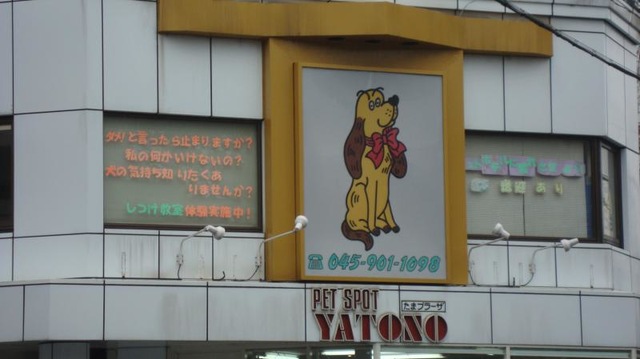 ダメ!と言ったら止まりますか?
私の何がいけないの?
犬の気持ち知りたくあ
りませんか?
しつけ教室体験実施中!
☎ 045-901-1098
PET SPOT
たまプラーザ
YATONO
あり